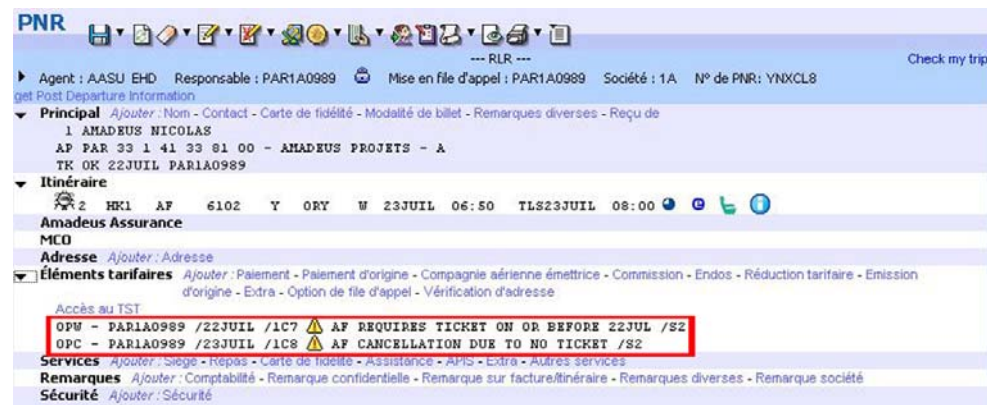 PNR
--- RLR ---
Check my trip
Agent : AASU EHD Responsable : PAR1A0989 Mise en file d'appel : PAR1A0989 Société : 1A Nº de PNR: YNXCL8
get Post Departure Information
Principal Ajouter : Nom - Contact - Carte de fidélité - Modalité de billet - Remarques diverses - Reçu de
1 AMADEUS NICOLAS
AP PAR 33 1 41 33 81 00 - AMADEUS PROJETS - A
TK OK 22JUIL PAR1A0989
Itinéraire
2 HK1 AF 6102 Y ORY W 23JUIL 06:50 TLS23JUIL 08:00
Amadeus Assurance
MCO
Adresse Ajouter : Adresse
Éléments tarifaires Ajouter : Paiement - Paiement d'origine - Compagnie aérienne émettrice - Commission - Endos - Réduction tarifaire - Emission
d'origine - Extra - Option de file d'appel - Vérification d'adresse
Accès au TST
OPW - PAR1A0989 /22JUIL /1C7 AF REQUIRES TICKET ON OR BEFORE 22JUL /S2
OPC - PAR1A0989 /23JUIL /1C8 AF CANCELLATION DUE TO NO TICKET /S2
Services Ajouter : Siège - Repas - Carte de fidélité - Assistance - APIS - Extra - Autres services
Remarques Ajouter : Comptabilité - Remarque confidentielle - Remarque sur facture/itinéraire - Remarques diverses - Remarque société
Sécurité Ajouter : Sécurité